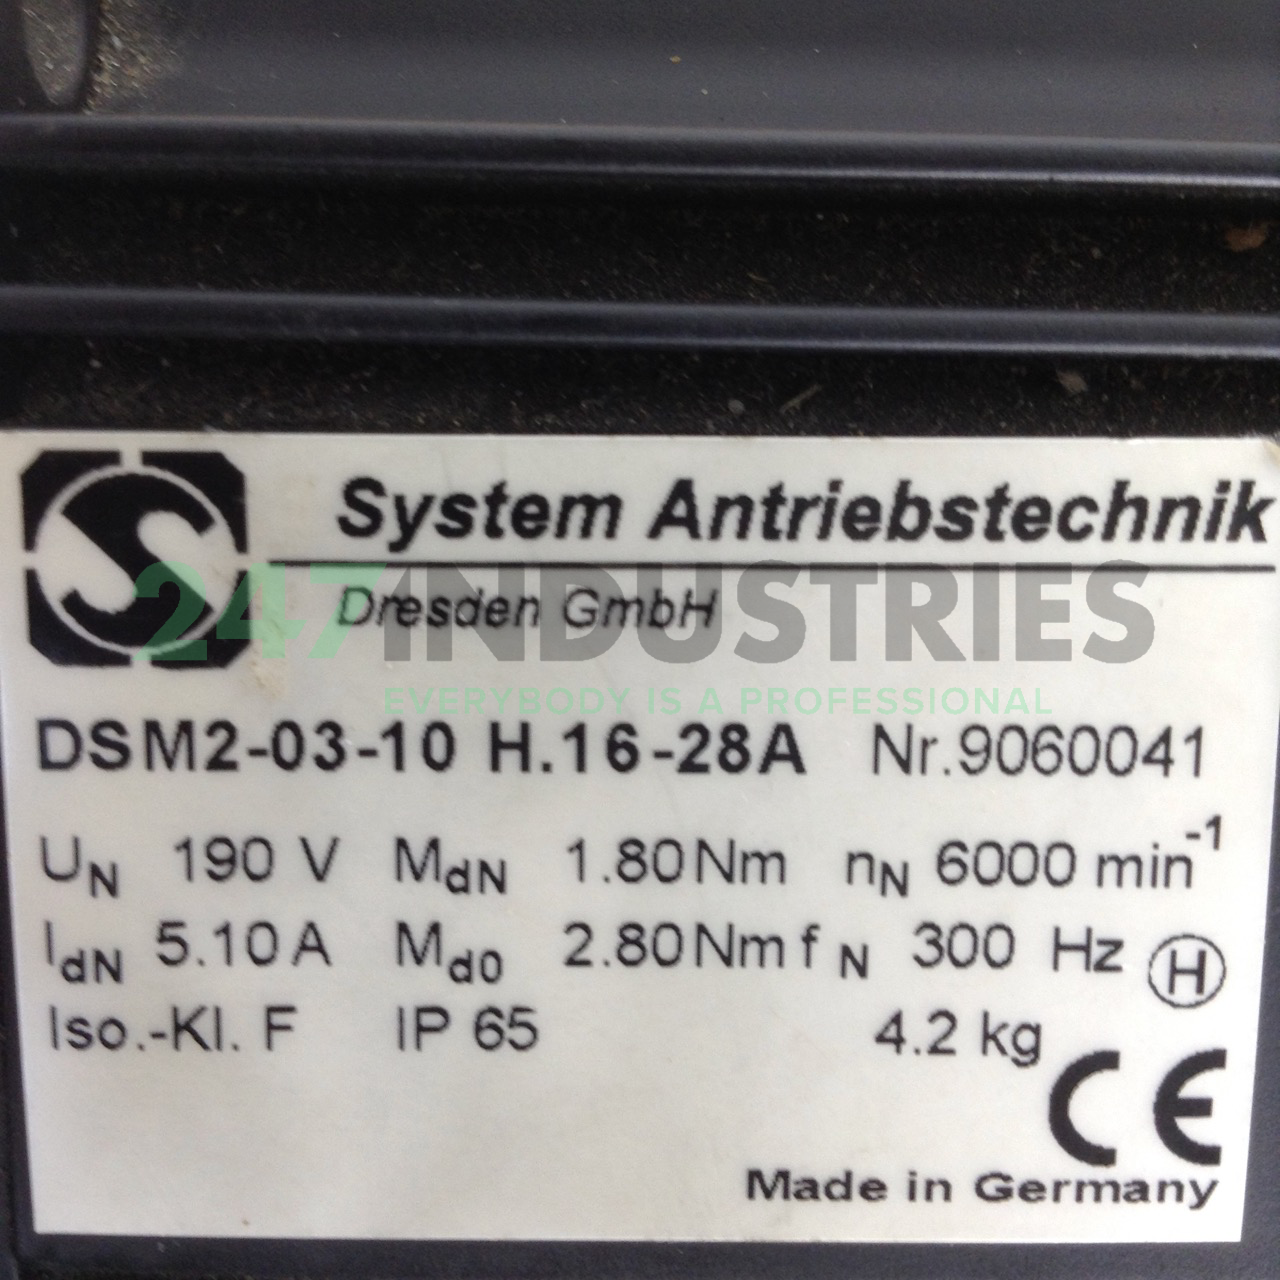 System Antriebstechnik
Dresden GmbH
247INDUSTRIES
EVERYBODY IS A PROFESSIONAL
DSM2-03-10 H.16-28A Nr.9060041
UN 190 V MdN 1.80Nm nN 6000 min-1
IdN 5.10A Md0 2.80Nm fN 300 Hz H
Iso.-Kl. F IP 65 4.2 kg
CE
Made in Germany